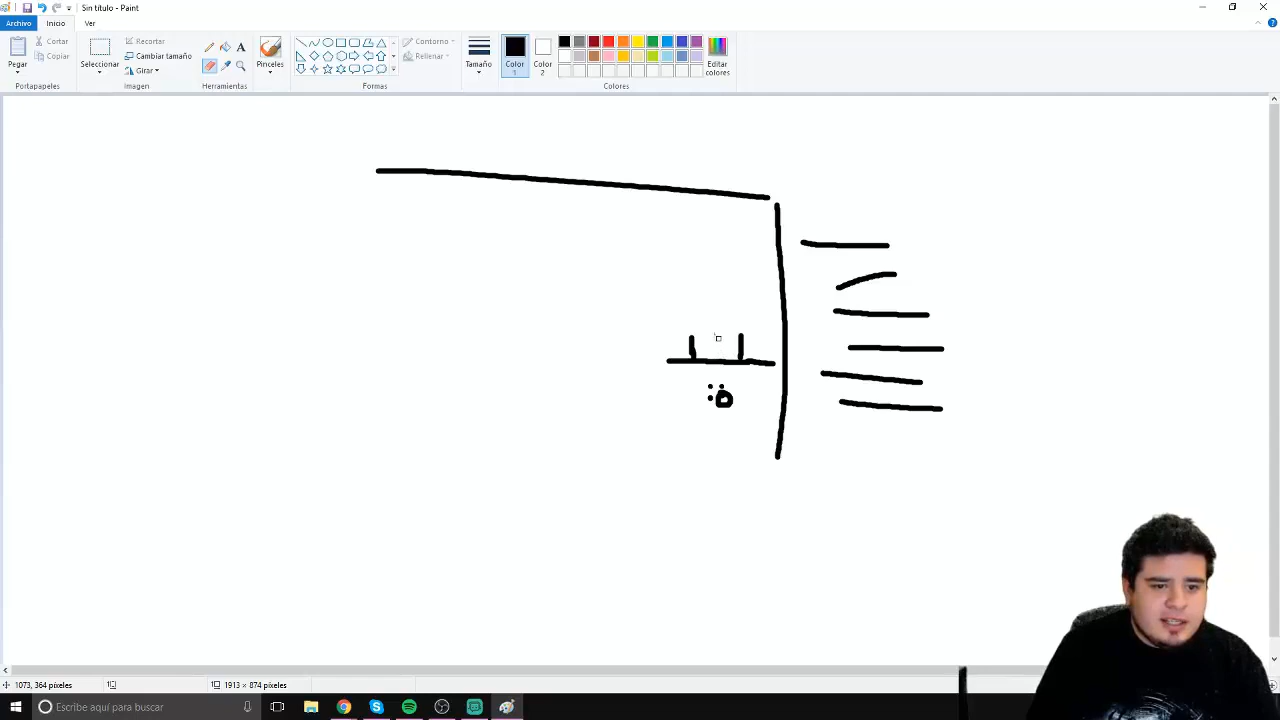 Sin título - Paint
Archivo Inicio Ver
Pegar
Cortar
Copiar
Portapapeles
Seleccionar
Recortar
Cambiar tamaño
Girar
Imagen
A
Herramientas
Pinceles
Formas
Contorno
Rellenar
Tamaño
Color 1
Color 2
Colores
Editar colores
1073, 364 píxeles
1913 × 874 píxeles
Escribe aquí para buscar